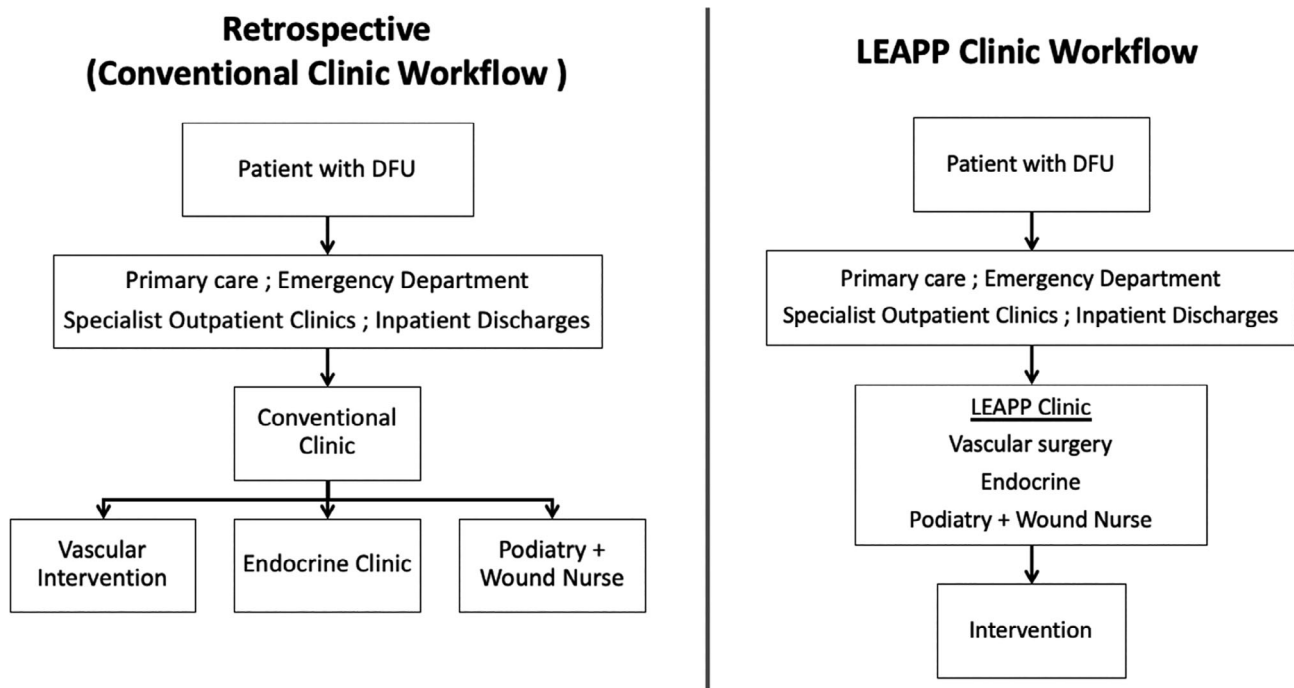 Retrospective
(Conventional Clinic Workflow )
Patient with DFU
Primary care ; Emergency Department
Specialist Outpatient Clinics ; Inpatient Discharges
Conventional
Clinic
Vascular
Intervention
Endocrine Clinic
Podiatry +
Wound Nurse
LEAPP Clinic Workflow
Patient with DFU
Primary care ; Emergency Department
Specialist Outpatient Clinics ; Inpatient Discharges
LEAPP Clinic
Vascular surgery
Endocrine
Podiatry + Wound Nurse
Intervention